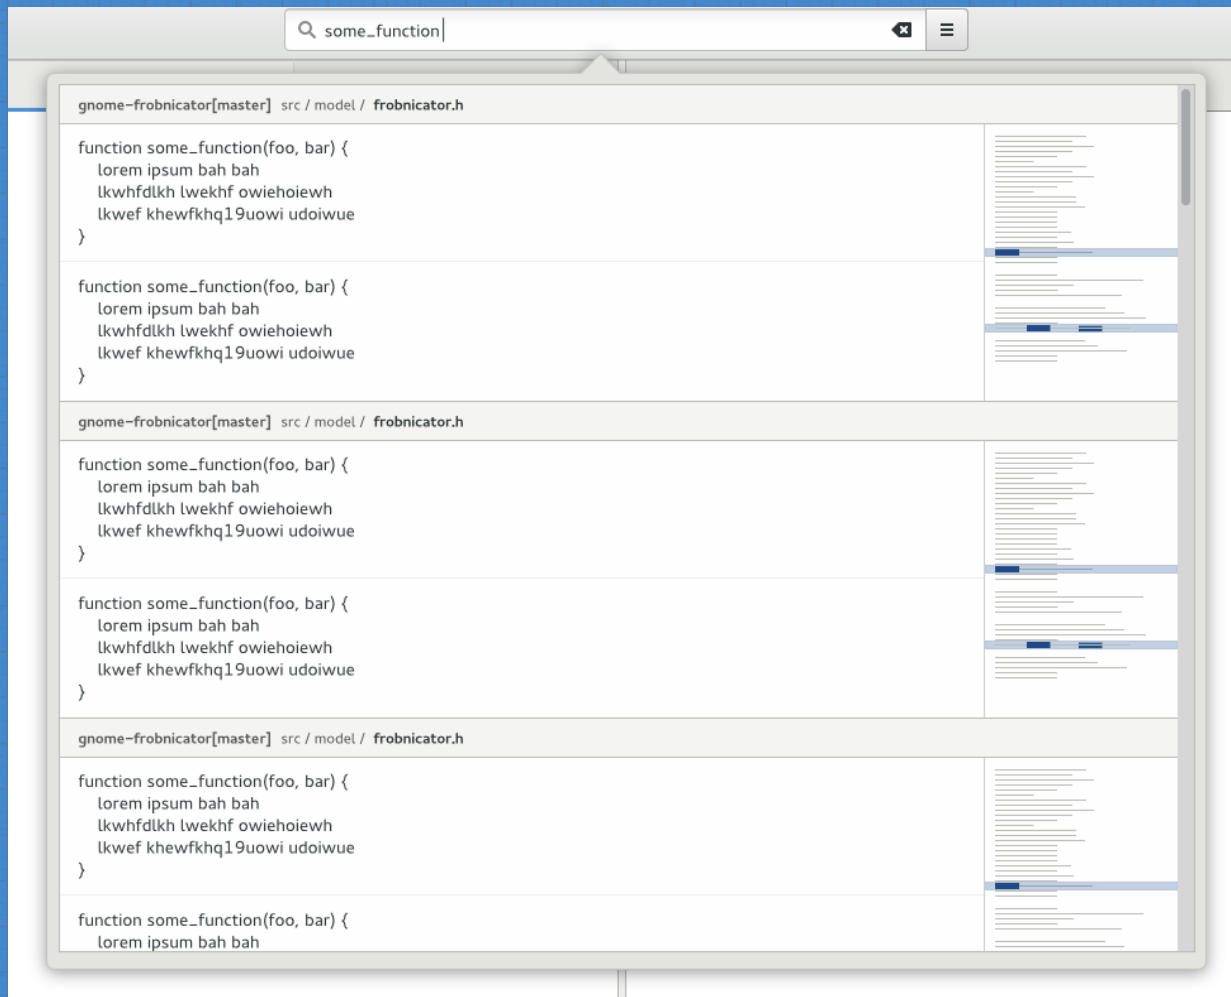 some_function
gnome-frobnicator[master] src / model / frobnicator.h
function some_function(foo, bar) {
lorem ipsum bah bah
lkwhfdlkh lwekhf owiehoiewh
lkwef khewfkhq19uowi udoiwue
}
function some_function(foo, bar) {
lorem ipsum bah bah
lkwhfdlkh lwekhf owiehoiewh
lkwef khewfkhq19uowi udoiwue
}
gnome-frobnicator[master] src / model / frobnicator.h
function some_function(foo, bar) {
lorem ipsum bah bah
lkwhfdlkh lwekhf owiehoiewh
lkwef khewfkhq19uowi udoiwue
}
function some_function(foo, bar) {
lorem ipsum bah bah
lkwhfdlkh lwekhf owiehoiewh
lkwef khewfkhq19uowi udoiwue
}
gnome-frobnicator[master] src / model / frobnicator.h
function some_function(foo, bar) {
lorem ipsum bah bah
lkwhfdlkh lwekhf owiehoiewh
lkwef khewfkhq19uowi udoiwue
}
function some_function(foo, bar) {
lorem ipsum bah bah